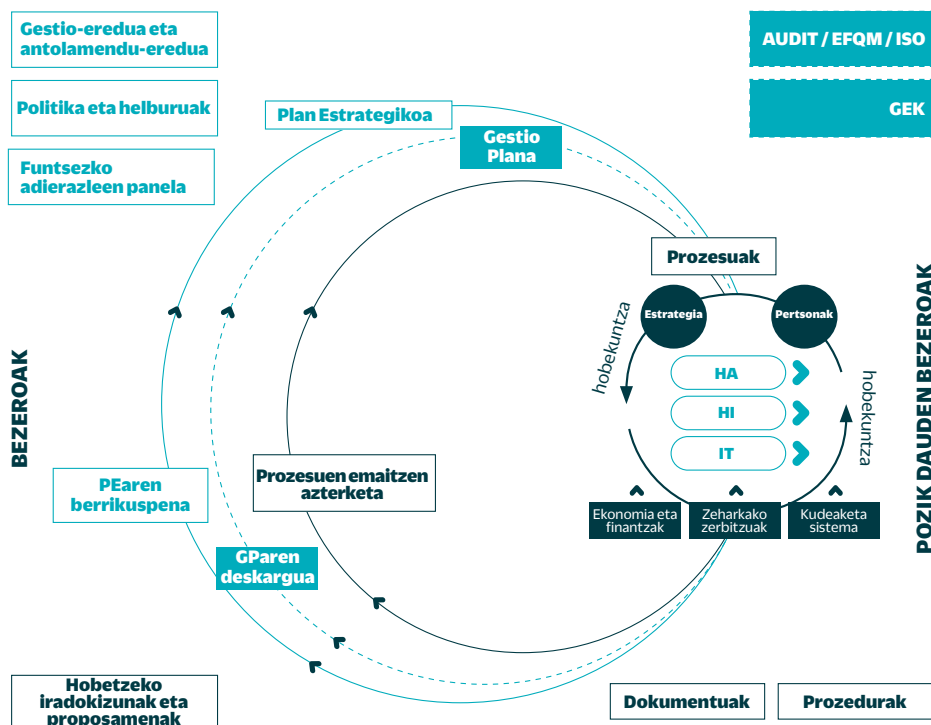 Gestio-eredua eta
antolamendu-eredua
AUDIT / EFQM / ISO
Politika eta helburuak
GEK
Plan Estrategikoa
Gestio
Plana
Funtsezko
adierazleen panela
Prozesuak
Estrategia
Pertsonak
hobekuntza
hobekuntza
HA
HI
IT
BEZEROAK
POZIK DAUDEN BEZEROAK
PEaren
berrikuspena
Prozesuen emaitzen
azterketa
Ekonomia eta
finantzak
Zeharkako
zerbitzuak
Kudeaketa
sistema
GParen
deskargua
Hobetzeko
iradokizunak eta
proposamenak
Dokumentuak
Prozedurak